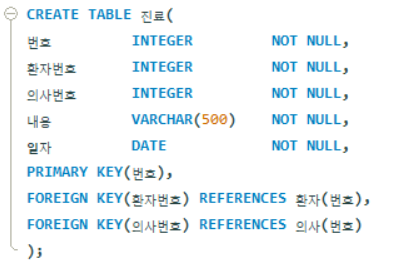 CREATE TABLE 진료(
번호 INTEGER NOT NULL,
환자번호 INTEGER NOT NULL,
의사번호 INTEGER NOT NULL,
내용 VARCHAR(500) NOT NULL,
일자 DATE NOT NULL,
PRIMARY KEY(번호),
FOREIGN KEY(환자번호) REFERENCES 환자(번호),
FOREIGN KEY(의사번호) REFERENCES 의사(번호)
);